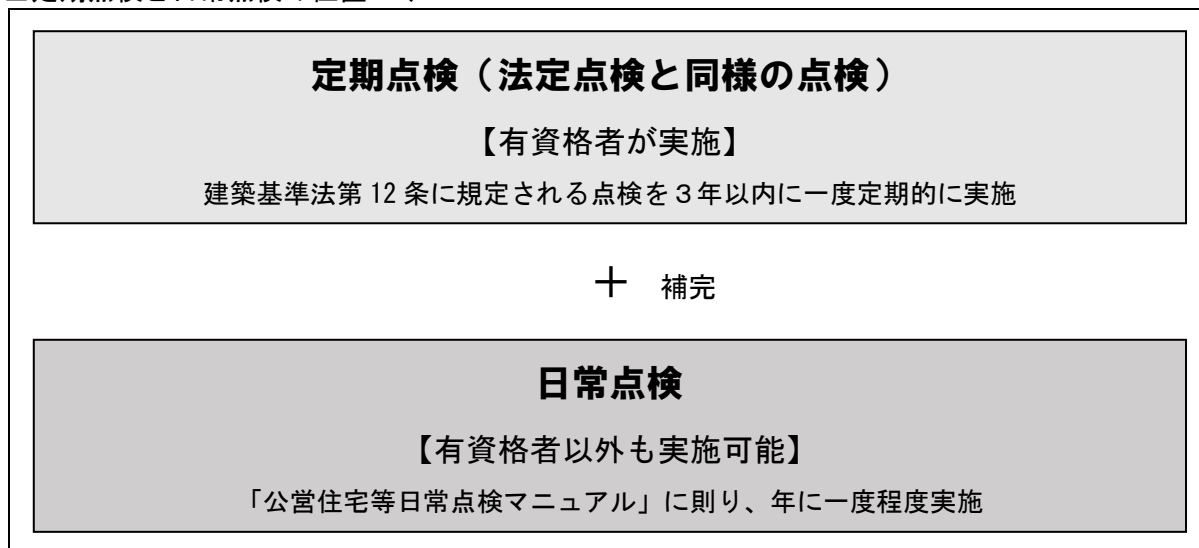 定期点検（法定点検と同様の点検）
【有資格者が実施】
建築基準法第 12 条に規定される点検を３年以内に一度定期的に実施
＋ 補完
日常点検
【有資格者以外も実施可能】
「公営住宅等日常点検マニュアル」に則り、年に一度程度実施